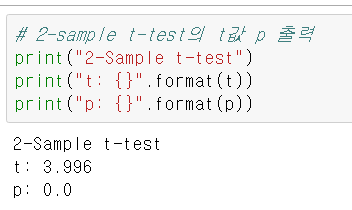 # 2-sample t-test의 t값 p 출력
print("2-Sample t-test")
print("t: {}".format(t))
print("p: {}".format(p))
2-Sample t-test
t: 3.996
p: 0.0